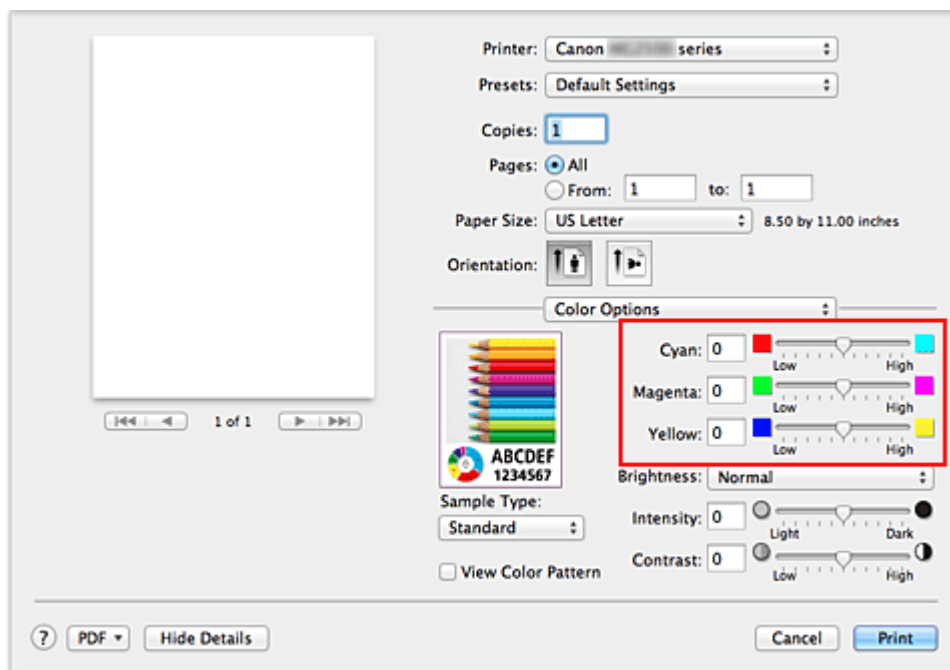 Printer: Canon series
Presets: Default Settings
Copies: 1
Pages: All
From: 1 to: 1
Paper Size: US Letter 8.50 by 11.00 inches
Orientation:
Color Options
Cyan: 0
Low High
Magenta: 0
Low High
Yellow: 0
Low High
1 of 1
ABCDEF
1234567
Sample Type:
Standard
View Color Pattern
Brightness: Normal
Intensity: 0
Light Dark
Contrast: 0
Low High
? PDF Hide Details Cancel Print